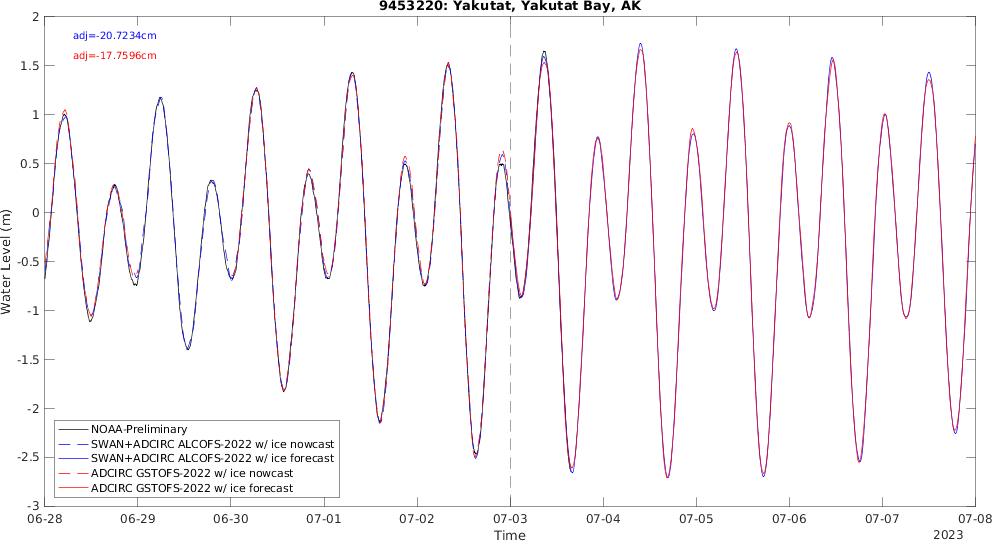 9453220: Yakutat, Yakutat Bay, AK
adj=-20.7234cm
adj=-17.7596cm
2
1.5
1
0.5
0
-0.5
-1
-1.5
-2
-2.5
-3
Water Level (m)
NOAA-Preliminary
SWAN+ADCIRC ALCOFS-2022 w/ ice nowcast
SWAN+ADCIRC ALCOFS-2022 w/ ice forecast
ADCIRC GSTOFS-2022 w/ ice nowcast
ADCIRC GSTOFS-2022 w/ ice forecast
06-28 06-29 06-30 07-01 07-02 07-03 07-04 07-05 07-06 07-07 07-08
Time
2023